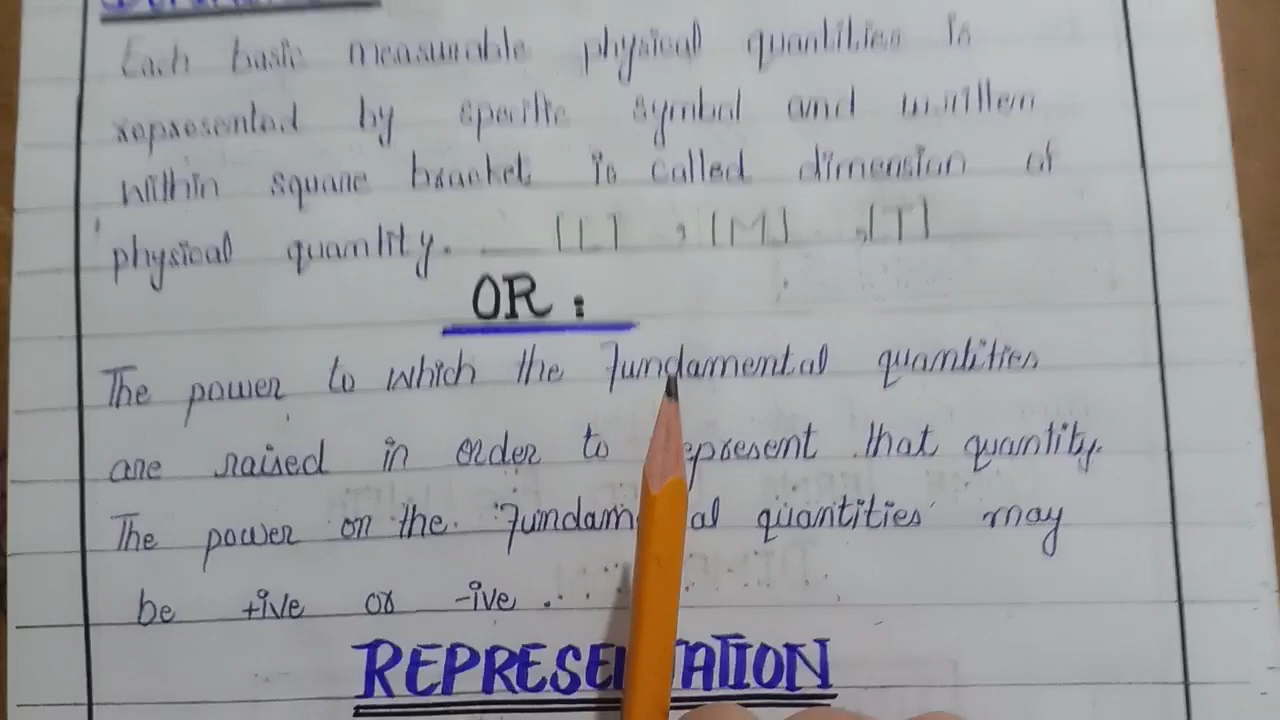 Each basic measurable physical quantities is
represented by specific symbol and written
within square bracket is called dimension of
physical quantity. [L] , [M] , [T]
OR :
The power to which the fundamental quantities
are raised in order to represent that quantity.
The power on the fundamental quantities may
be +ive or -ive .
REPRESENTATION